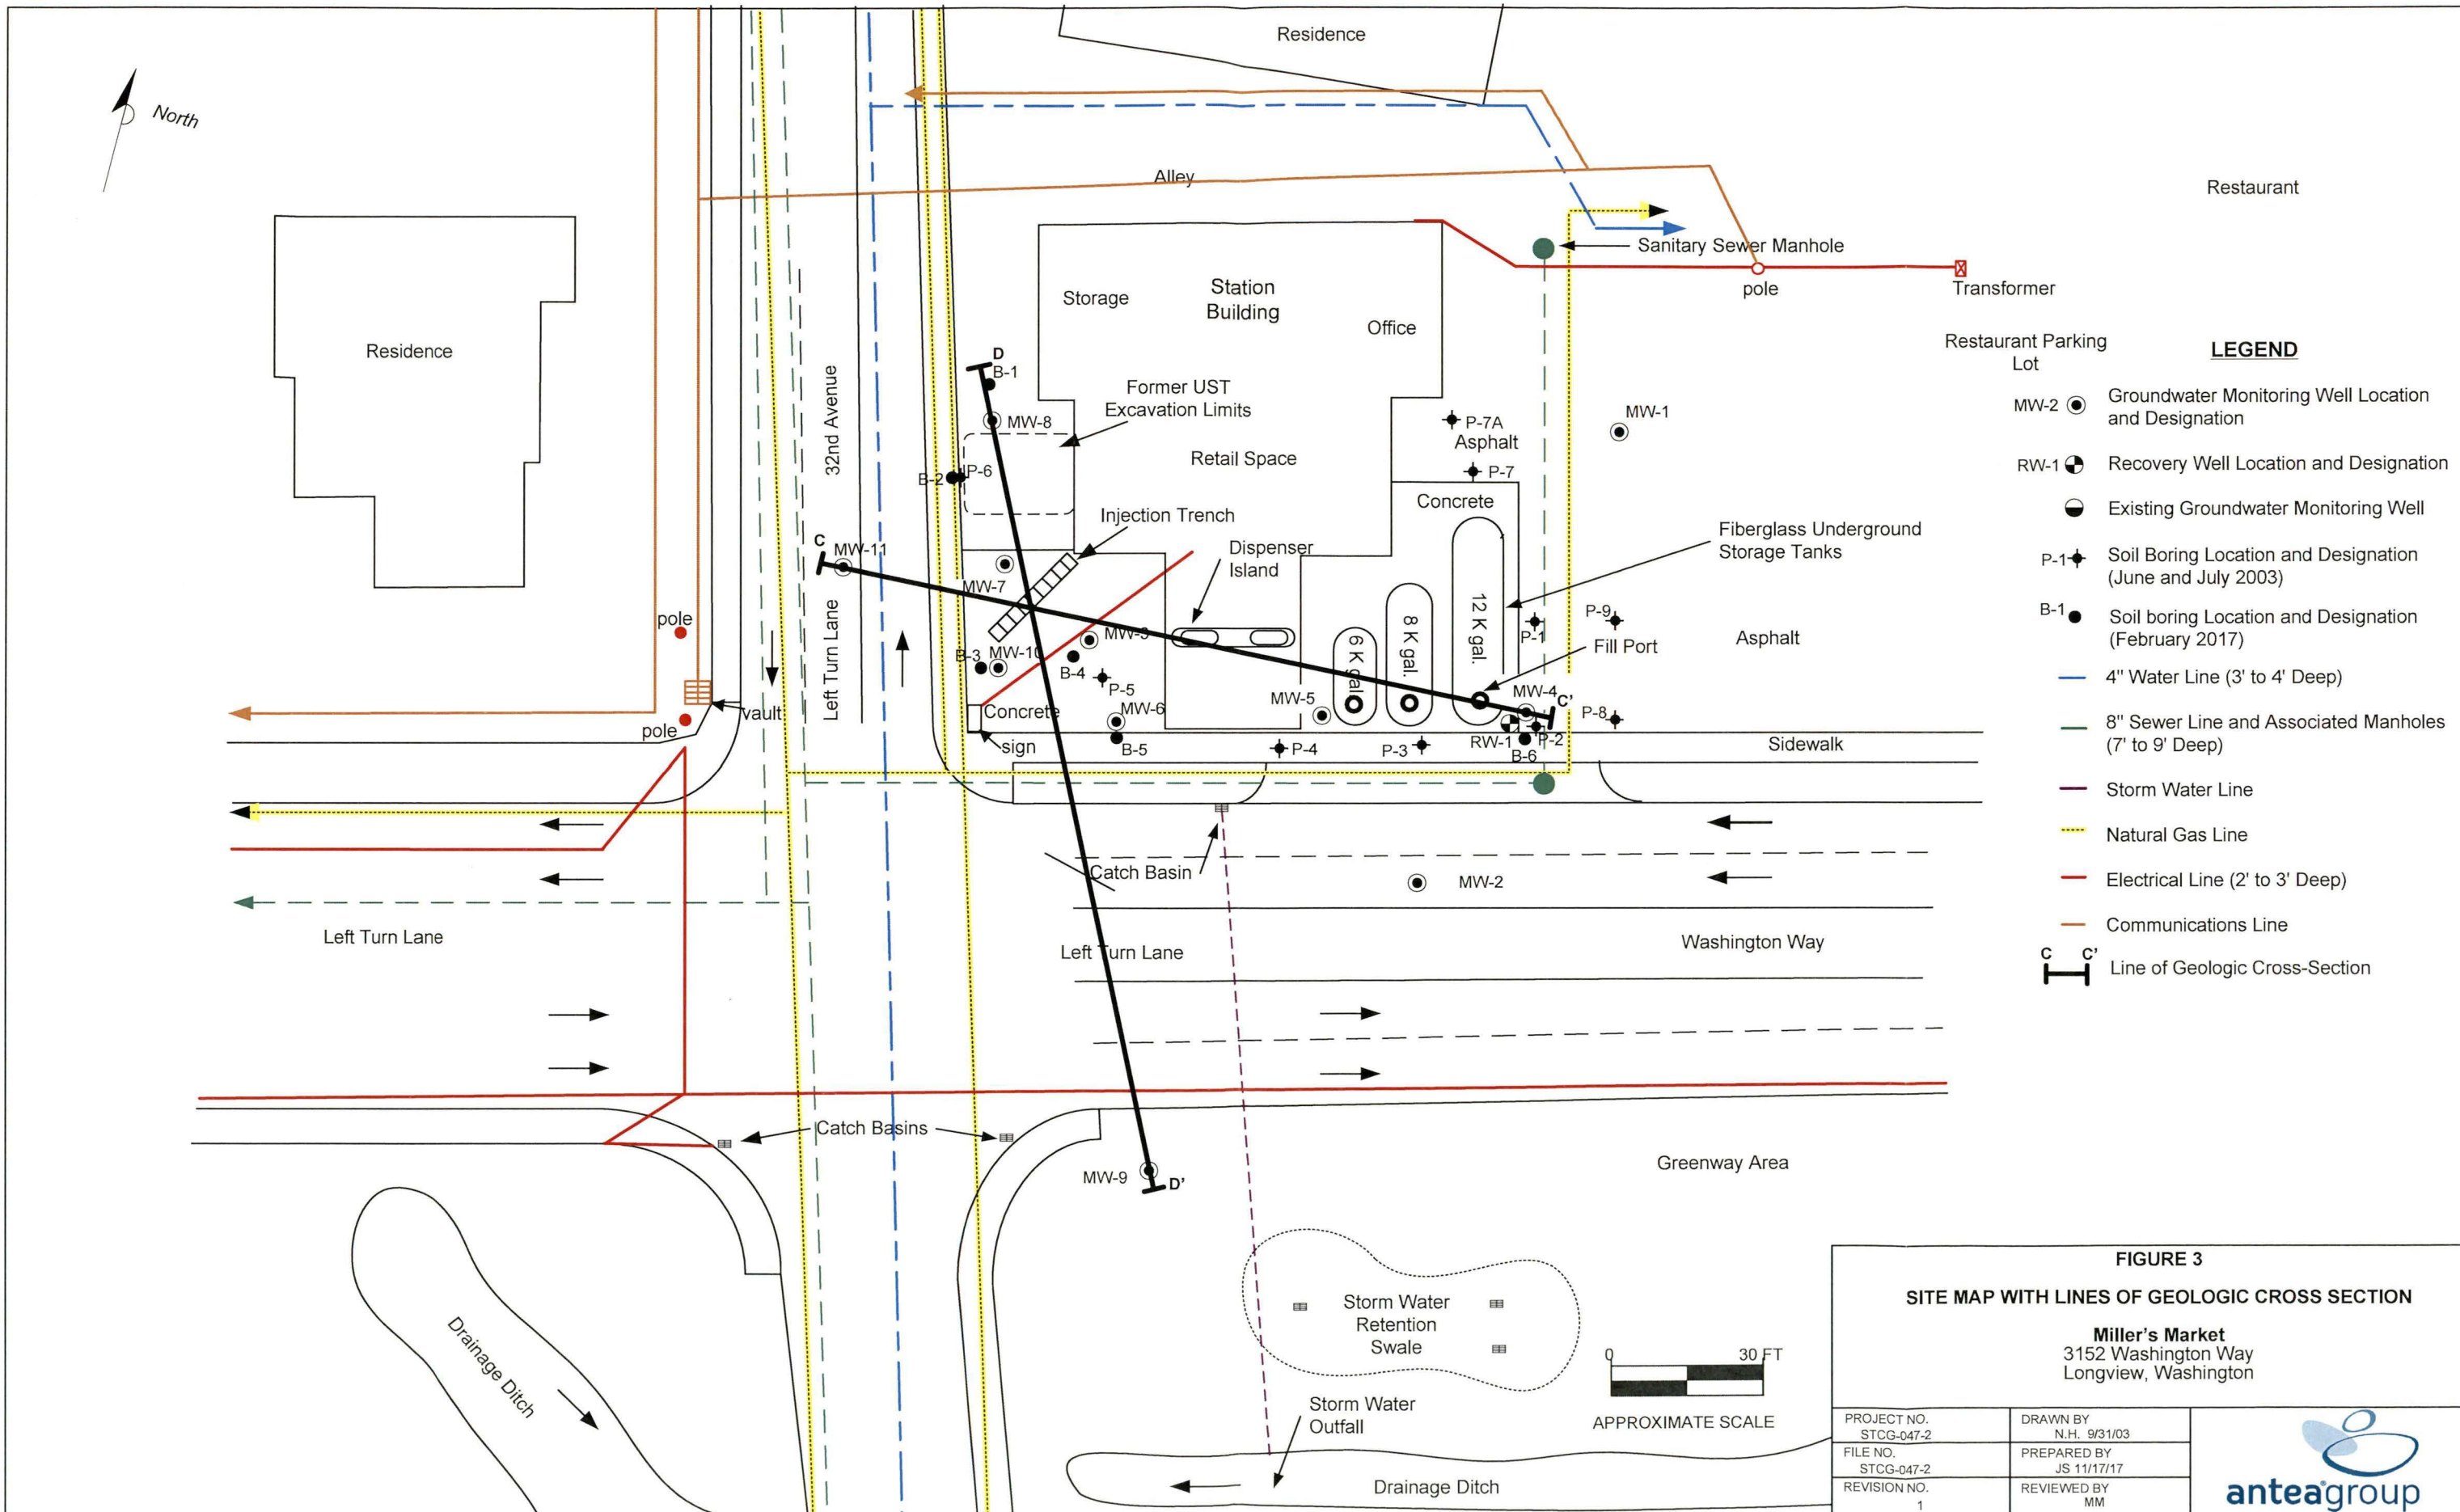 Residence
North
Alley
Restaurant
Sanitary Sewer Manhole
pole
Transformer
Storage
Station
Building
Office
Residence
32nd Avenue
D
B-1
MW-8
Former UST
Excavation Limits
Retail Space
B-2
P-6
P-7A
Asphalt
P-7
MW-1
Concrete
Restaurant Parking
Lot
Injection Trench
Dispenser
Island
Fiberglass Underground
Storage Tanks
C
MW-11
MW-7
12 K gal.
8 K gal.
6 K gal.
P-1
P-9
Asphalt
Fill Port
pole
Left Turn Lane
B-3
MW-10
B-4
P-5
MW-6
MW-5
MW-4
C'
P-8
vault
pole
Concrete
sign
B-5
P-4
P-3
RW-1
P-2
B-6
Sidewalk
Catch Basin
MW-2
Left Turn Lane
Left Turn Lane
Washington Way
Catch Basins
MW-9
D'
Greenway Area
Drainage Ditch
Storm Water
Retention
Swale
Storm Water
Outfall
Drainage Ditch
0 30 FT
APPROXIMATE SCALE
LEGEND
MW-2 Groundwater Monitoring Well Location
and Designation
RW-1 Recovery Well Location and Designation
Existing Groundwater Monitoring Well
P-1 Soil Boring Location and Designation
(June and July 2003)
B-1 Soil boring Location and Designation
(February 2017)
4" Water Line (3' to 4' Deep)
8" Sewer Line and Associated Manholes
(7' to 9' Deep)
Storm Water Line
Natural Gas Line
Electrical Line (2' to 3' Deep)
Communications Line
C C'
Line of Geologic Cross-Section
FIGURE 3
SITE MAP WITH LINES OF GEOLOGIC CROSS SECTION
Miller's Market
3152 Washington Way
Longview, Washington
PROJECT NO.
STCG-047-2
DRAWN BY
N.H. 9/31/03
FILE NO.
STCG-047-2
PREPARED BY
JS 11/17/17
REVISION NO.
1
REVIEWED BY
MM
anteagroup